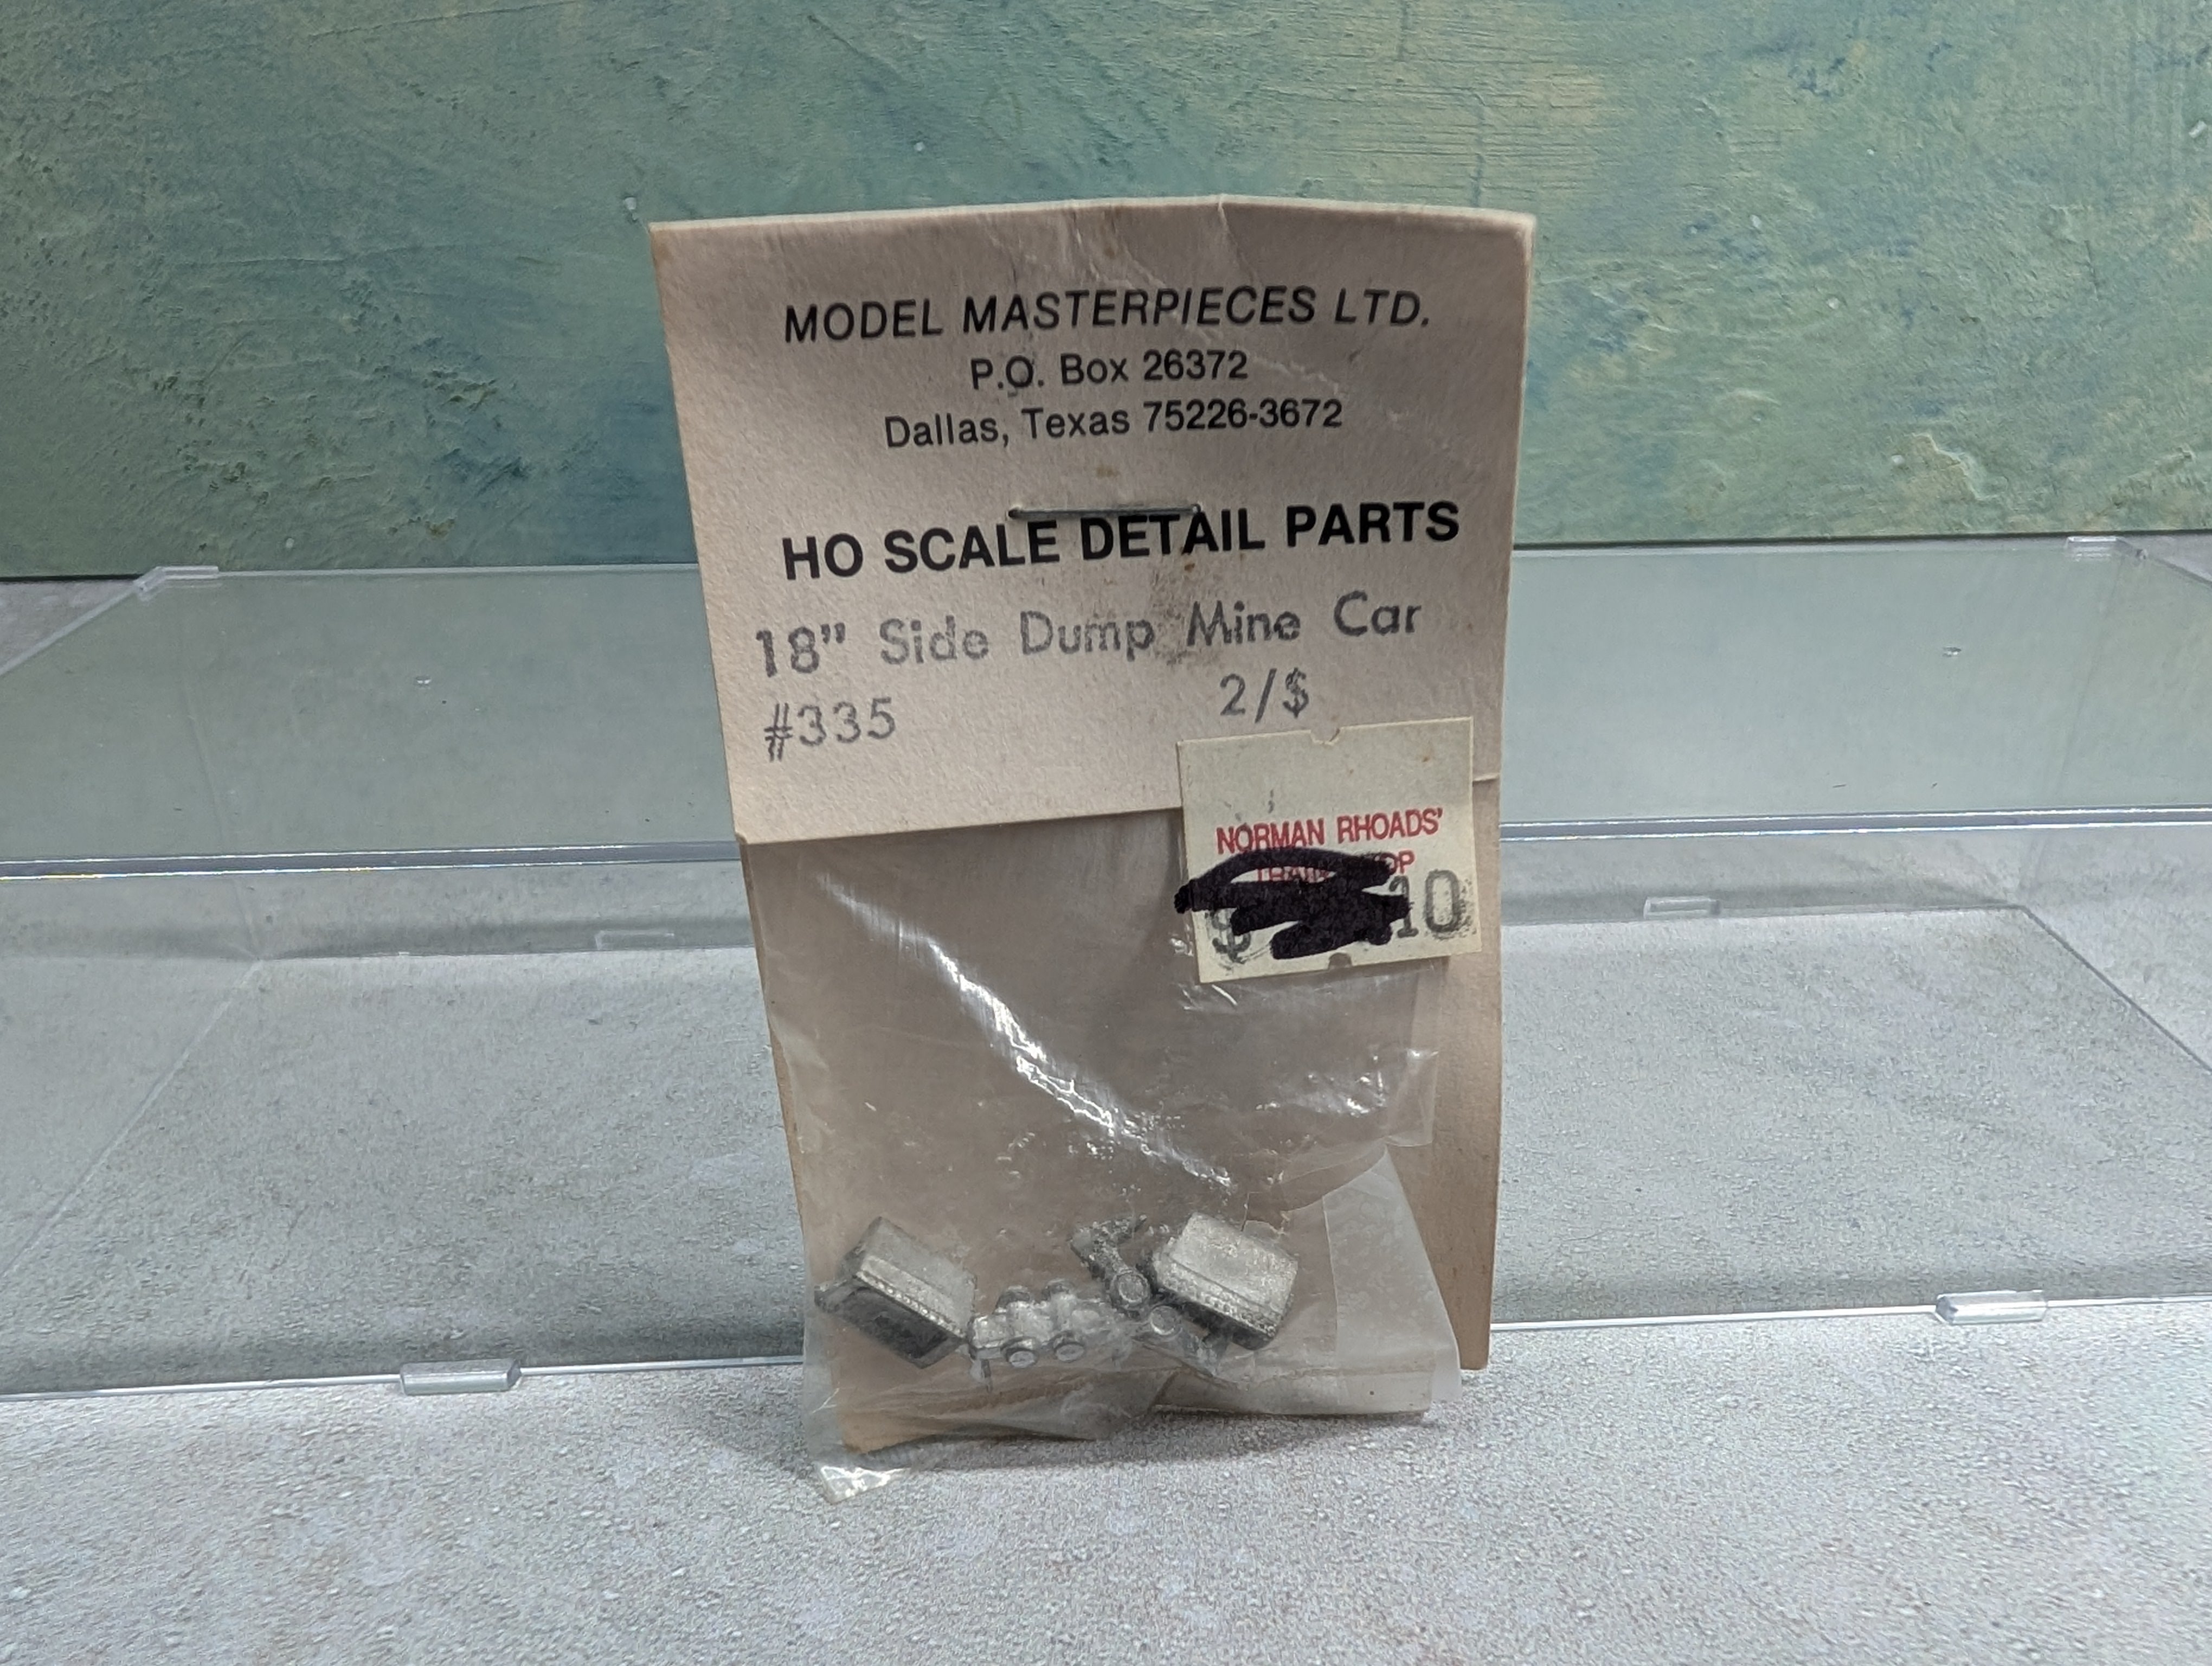 MODEL MASTERPIECES LTD.
P.O. Box 26372
Dallas, Texas 75226-3672
HO SCALE DETAIL PARTS
18" Side Dump Mine Car
#335 2/$
NORMAN RHOADS'
$ 10